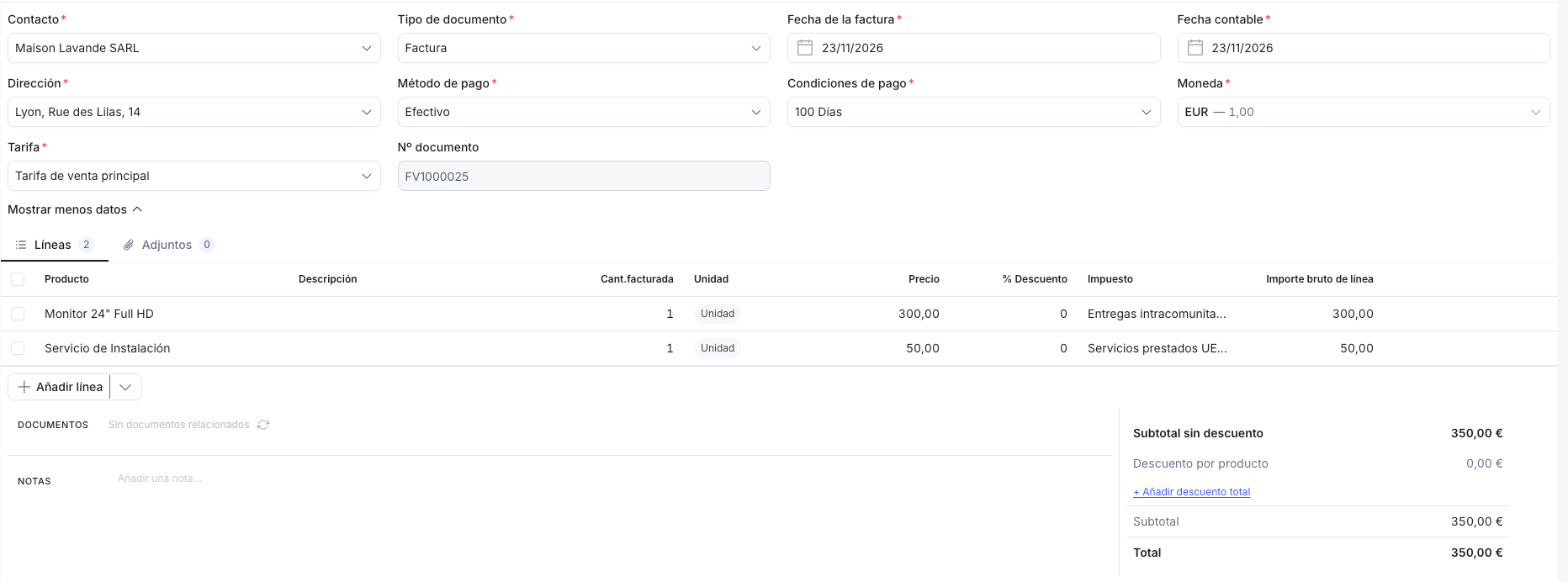 Contacto* Tipo de documento* Fecha de la factura* Fecha contable*
Maison Lavande SARL Factura 23/11/2026 23/11/2026
Dirección* Método de pago* Condiciones de pago* Moneda*
Lyon, Rue des Lilas, 14 Efectivo 100 Días EUR — 1,00
Tarifa* Nº documento
Tarifa de venta principal FV1000025
Mostrar menos datos
Líneas 2 Adjuntos 0
Producto Descripción Cant.facturada Unidad Precio % Descuento Impuesto Importe bruto de línea
Monitor 24" Full HD 1 Unidad 300,00 0 Entregas intracomunita... 300,00
Servicio de Instalación 1 Unidad 50,00 0 Servicios prestados UE... 50,00
+ Añadir línea
DOCUMENTOS Sin documentos relacionados
NOTAS Añadir una nota...
Subtotal sin descuento 350,00 €
Descuento por producto 0,00 €
+ Añadir descuento total
Subtotal 350,00 €
Total 350,00 €